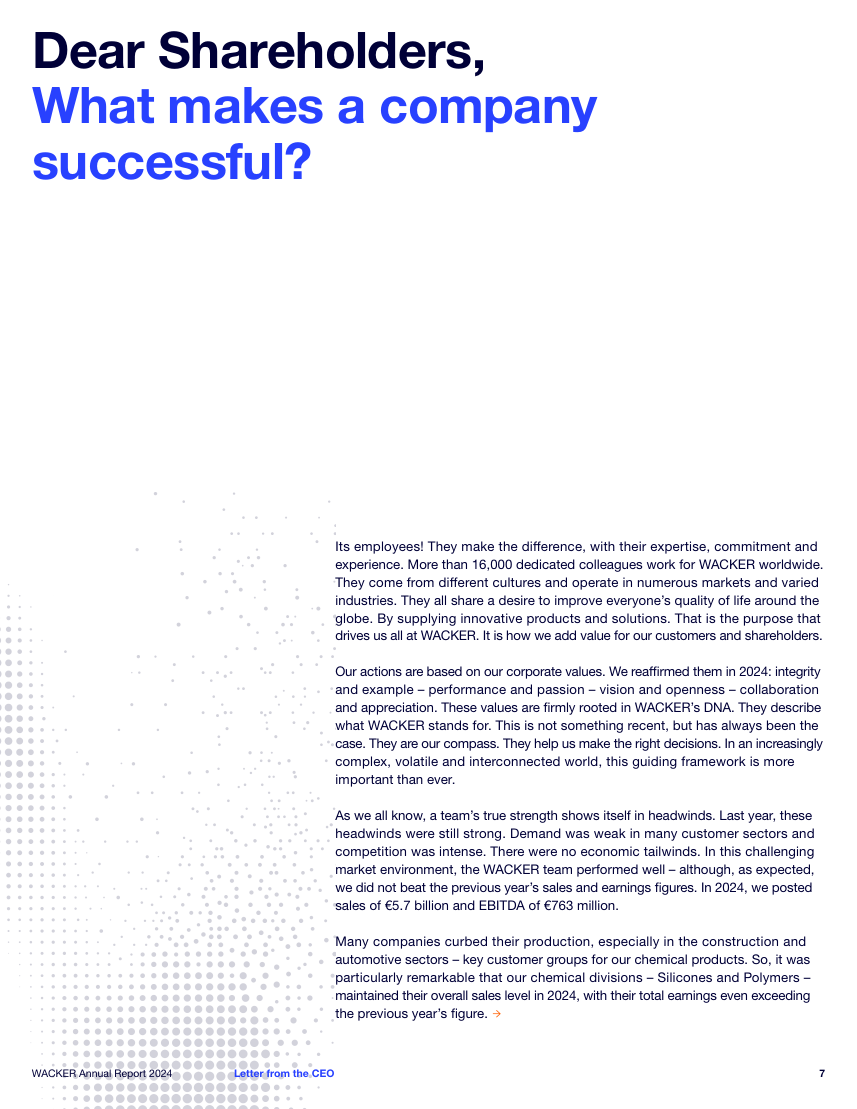 Dear Shareholders,
What makes a company
successful?
Its employees! They make the difference, with their expertise, commitment and
experience. More than 16,000 dedicated colleagues work for WACKER worldwide.
They come from different cultures and operate in numerous markets and varied
industries. They all share a desire to improve everyone’s quality of life around the
globe. By supplying innovative products and solutions. That is the purpose that
drives us all at WACKER. It is how we add value for our customers and shareholders.
Our actions are based on our corporate values. We reaffirmed them in 2024: integrity
and example – performance and passion – vision and openness – collaboration
and appreciation. These values are firmly rooted in WACKER’s DNA. They describe
what WACKER stands for. This is not something recent, but has always been the
case. They are our compass. They help us make the right decisions. In an increasingly
complex, volatile and interconnected world, this guiding framework is more
important than ever.
As we all know, a team’s true strength shows itself in headwinds. Last year, these
headwinds were still strong. Demand was weak in many customer sectors and
competition was intense. There were no economic tailwinds. In this challenging
market environment, the WACKER team performed well – although, as expected,
we did not beat the previous year’s sales and earnings figures. In 2024, we posted
sales of €5.7 billion and EBITDA of €763 million.
Many companies curbed their production, especially in the construction and
automotive sectors – key customer groups for our chemical products. So, it was
particularly remarkable that our chemical divisions – Silicones and Polymers –
maintained their overall sales level in 2024, with their total earnings even exceeding
the previous year’s figure. →
WACKER Annual Report 2024 Letter from the CEO 7